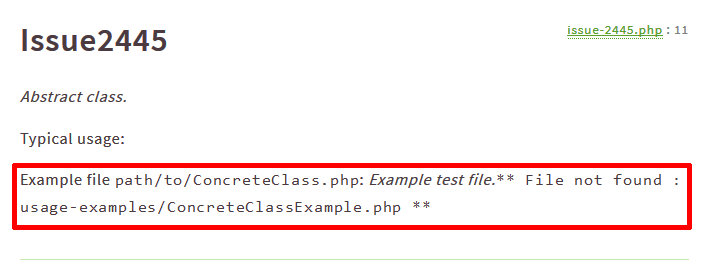 Issue2445
issue-2445.php : 11
Abstract class.
Typical usage:
Example file path/to/ConcreteClass.php: Example test file.** File not found :
usage-examples/ConcreteClassExample.php **